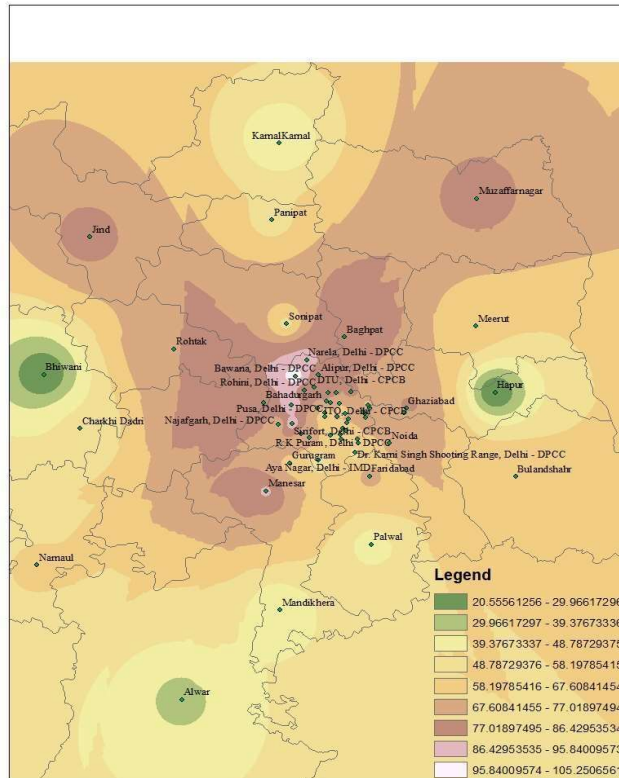 KarnalKarnal
Muzaffarnagar
Panipat
Jind
Sonipat
Meerut
Baghpat
Rohtak
Narela, Delhi - DPCC
Bhiwani
Bawana, Delhi - DPCC
Alipur, Delhi - DPCC
Rohini, Delhi - DPCC
DTU, Delhi - CPCB
Hapur
Bahadurgarh
Pusa, Delhi - DPCC
ITO, Delhi - CPCB
Ghaziabad
Charkhi Dadri
Najafgarh, Delhi - DPCC
Sirifort, Delhi - CPCB
R K Puram, Delhi - DPCC
Noida
Gurugram
Dr. Karni Singh Shooting Range, Delhi - DPCC
Aya Nagar, Delhi - IMD
Faridabad
Bulandshahr
Manesar
Palwal
Narnaul
Mandikhera
Alwar
Legend
20.55561256 - 29.96617296
29.96617297 - 39.37673336
39.37673337 - 48.78729375
48.78729376 - 58.19785415
58.19785416 - 67.60841454
67.60841455 - 77.01897494
77.01897495 - 86.42953534
86.42953535 - 95.84009573
95.84009574 - 105.2506561